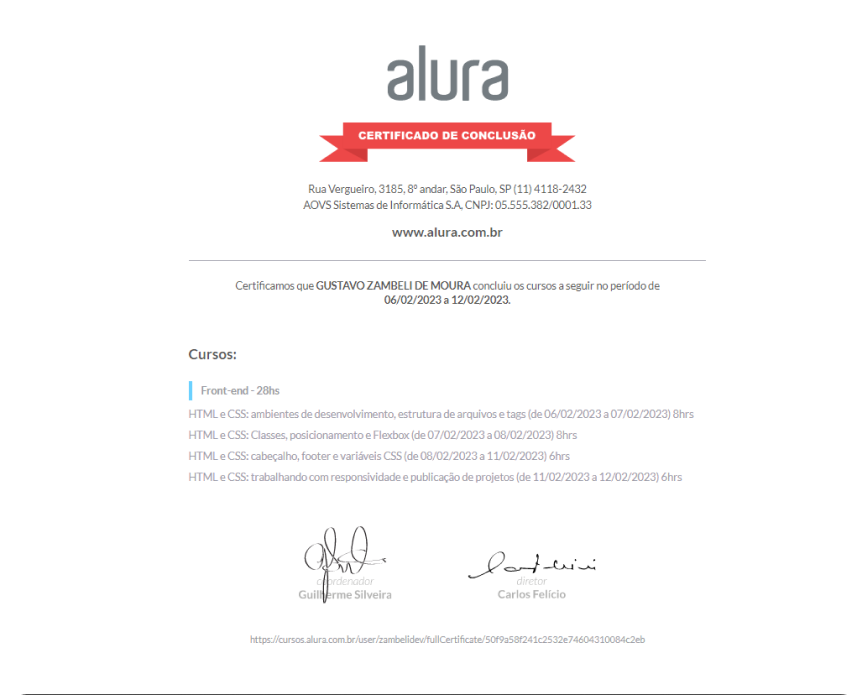 alura
CERTIFICADO DE CONCLUSÃO
Rua Vergueiro, 3185, 8º andar, São Paulo, SP (11) 4118-2432
AOVS Sistemas de Informática S.A, CNPJ: 05.555.382/0001.33
www.alura.com.br
Certificamos que GUSTAVO ZAMBELI DE MOURA concluiu os cursos a seguir no período de
06/02/2023 a 12/02/2023.
Cursos:
Front-end - 28hs
HTML e CSS: ambientes de desenvolvimento, estrutura de arquivos e tags (de 06/02/2023 a 07/02/2023) 8hrs
HTML e CSS: Classes, posicionamento e Flexbox (de 07/02/2023 a 08/02/2023) 8hrs
HTML e CSS: cabeçalho, footer e variáveis CSS (de 08/02/2023 a 11/02/2023) 6hrs
HTML e CSS: trabalhando com responsividade e publicação de projetos (de 11/02/2023 a 12/02/2023) 6hrs
coordenador
Guilherme Silveira
diretor
Carlos Felício
https://cursos.alura.com.br/user/zambelidev/fullCertificate/50f9a58f241c2532e74604310084c2eb